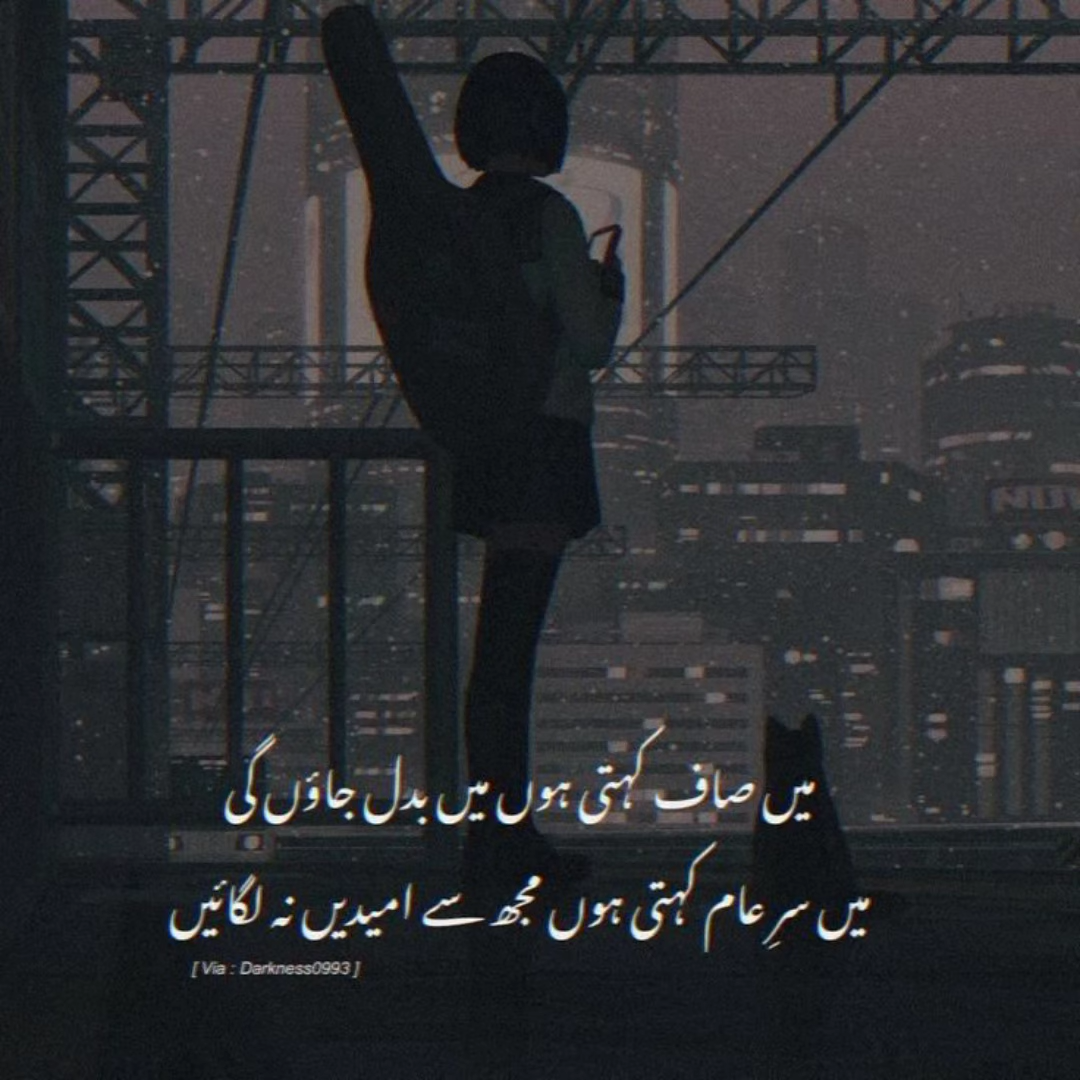 میں صاف کہتی ہوں میں بدل جاؤں گی
میں سرِ عام کہتی ہوں مجھ سے امیدیں نہ لگائیں
[ Via : Darkness0993 ]